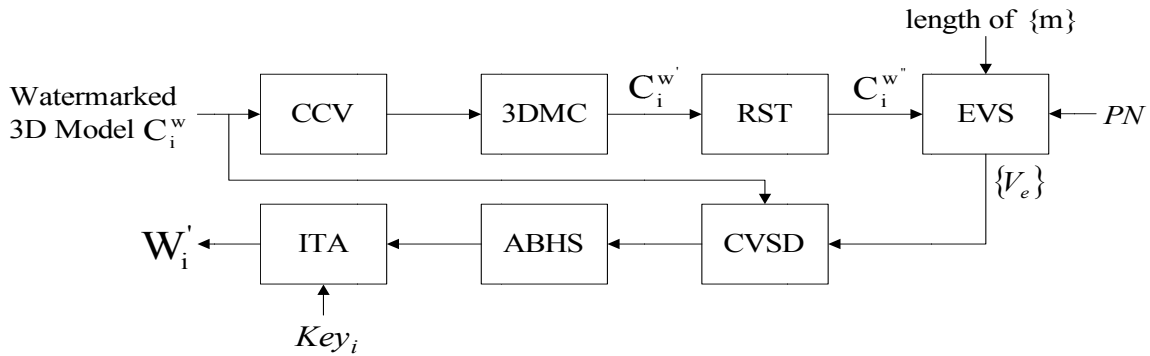 length of {m}
Watermarked
3D Model C_i^w
CCV
3DMC
C_i^{w'}
RST
C_i^{w"}
EVS
PN
{V_e}
W_i'
ITA
ABHS
CVSD
Key_i